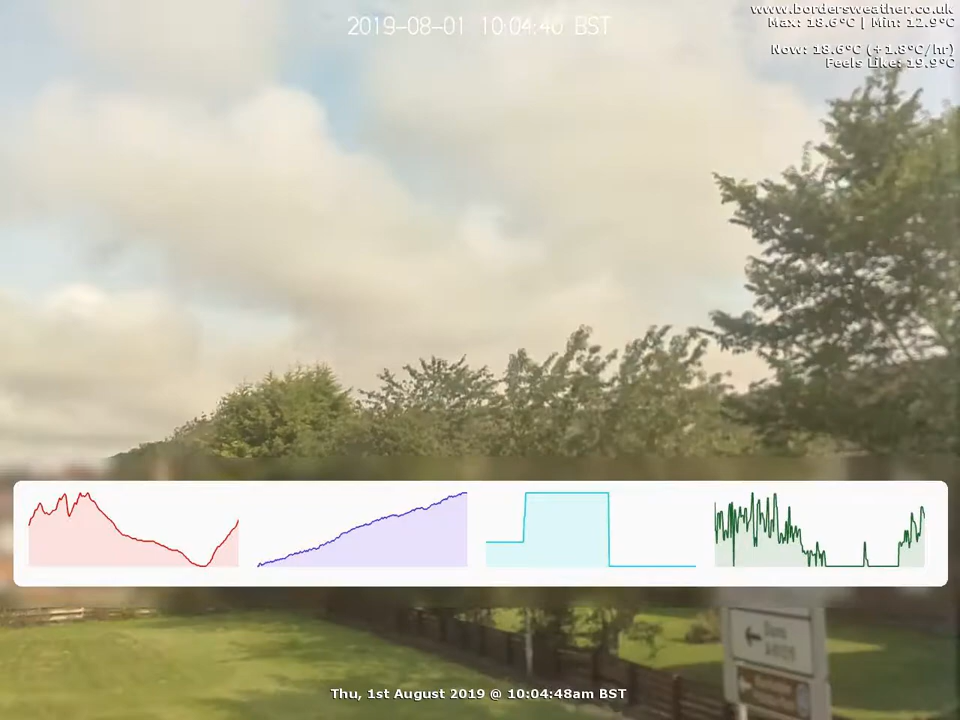 www.bordersweather.co.uk
2019-08-01 10:04:40 BST
Max: 18.6°C | Min: 12.9°C
Now: 18.6°C (+1.8°C/hr)
Feels Like: 19.9°C
Thu, 1st August 2019 @ 10:04:48am BST